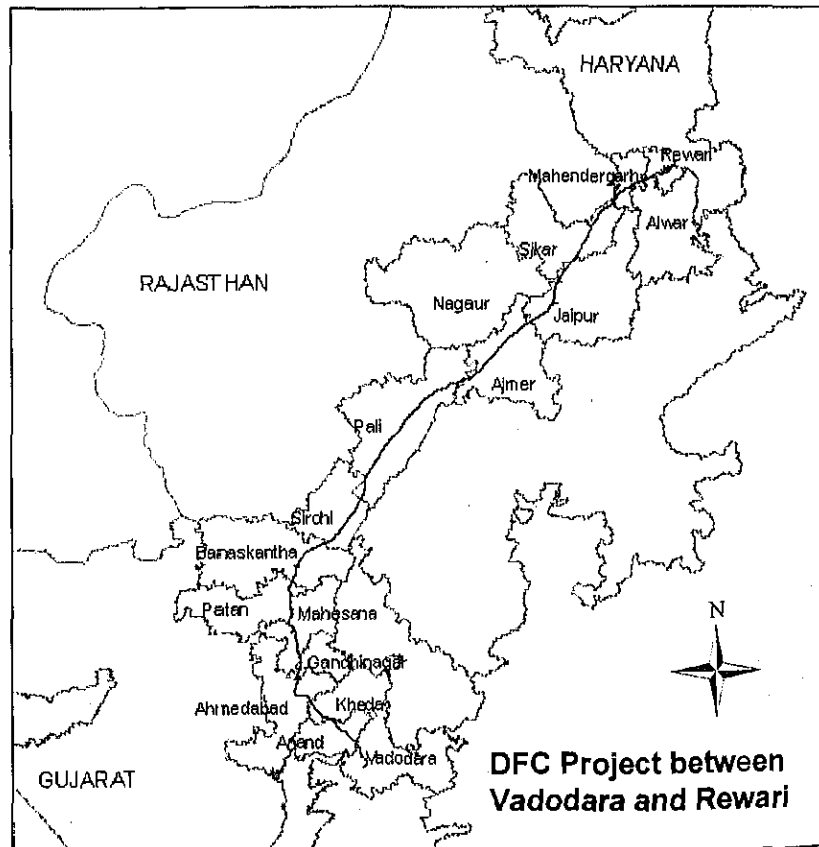 HARYANA
Rewari
Mahendergarh
Alwar
Sikar
RAJASTHAN
Nagaur
Jaipur
Ajmer
Pali
Sirohi
Banaskantha
Patan
Mahesana
N
Gandhinagar
Ahmedabad
Kheda
Anand
Vadodara
GUJARAT
DFC Project between
Vadodara and Rewari